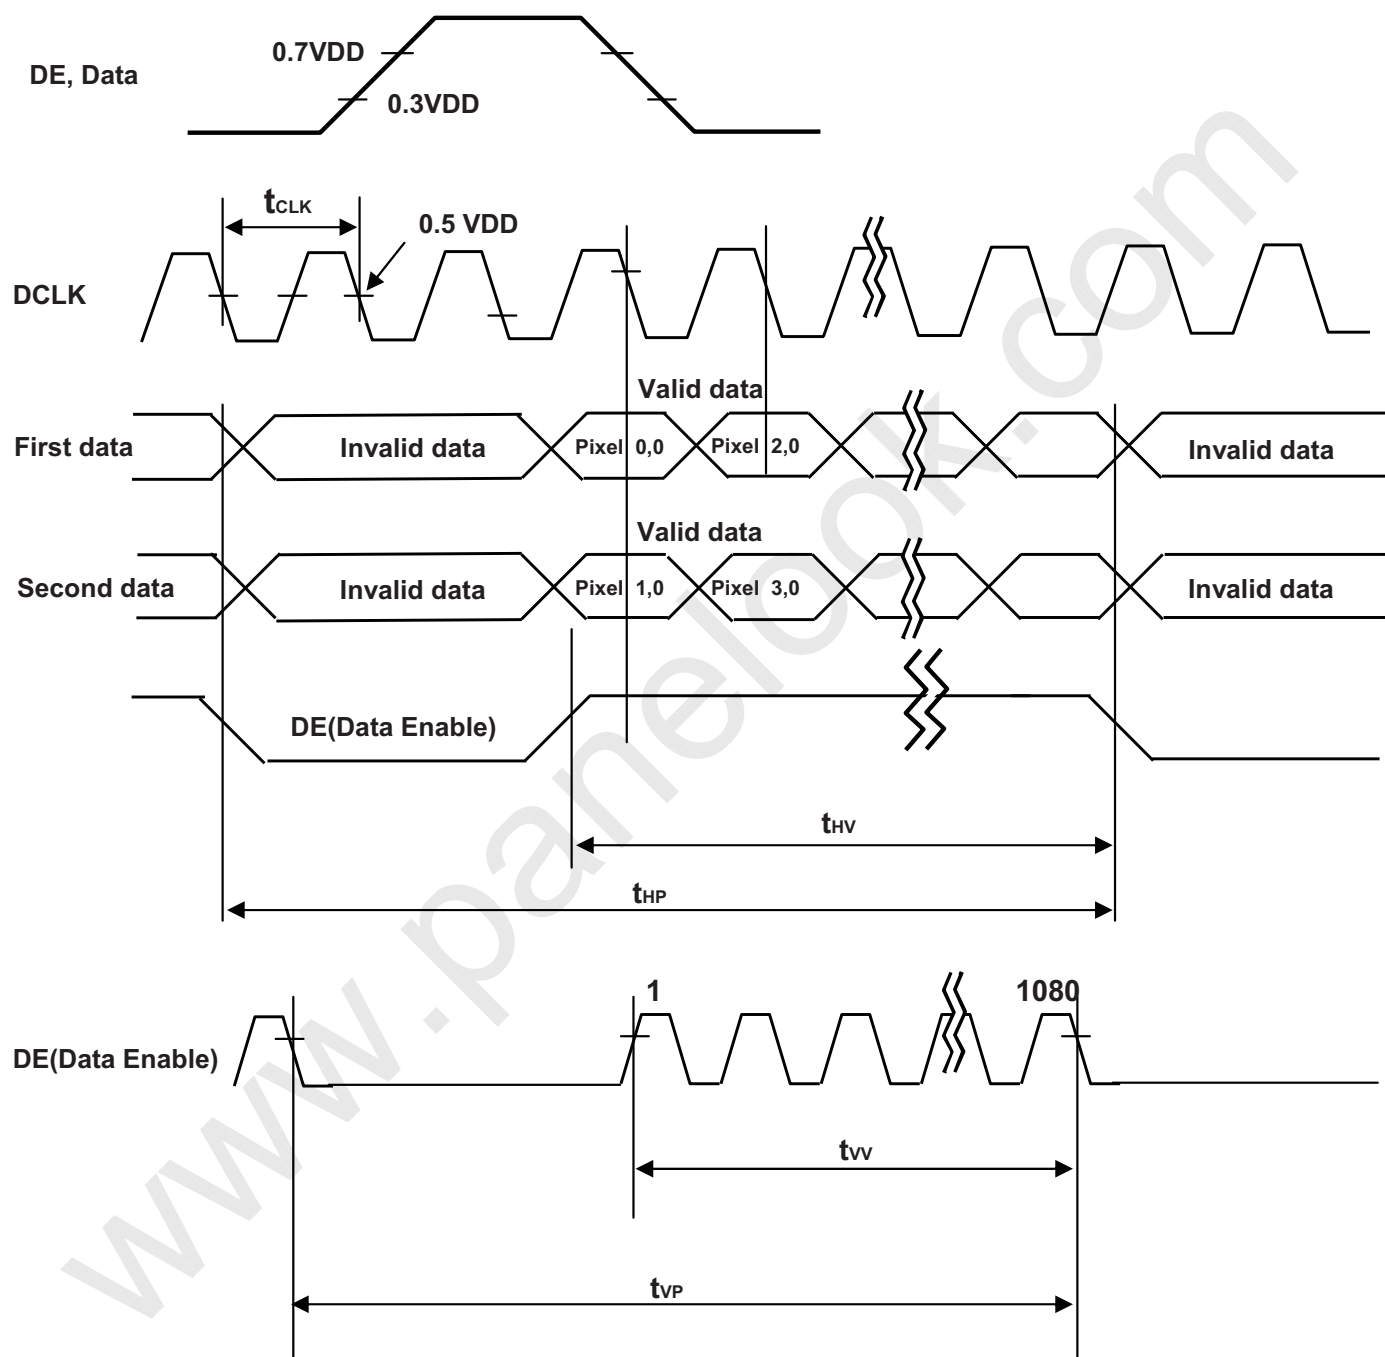 0.7VDD
DE, Data
0.3VDD
tCLK
0.5 VDD
DCLK
Valid data
First data
Invalid data
Pixel 0,0
Pixel 2,0
Invalid data
Valid data
Second data
Invalid data
Pixel 1,0
Pixel 3,0
Invalid data
DE(Data Enable)
tHV
tHP
1
1080
DE(Data Enable)
tVV
tVP
www.panelook.com